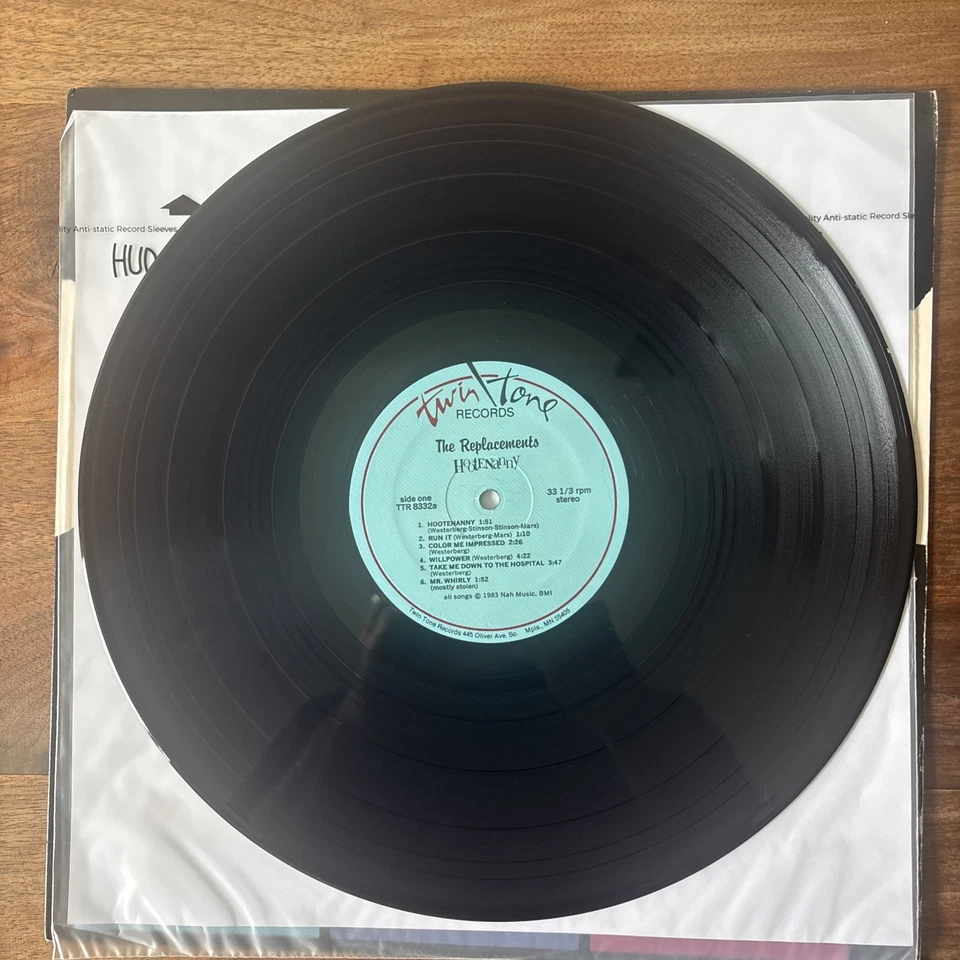 lity Anti-static Record Sleeves
lity Anti-static Record Sle
HUD
twin tone
RECORDS
The Replacements
HOOTENaNNY
side one
TTR 8332a
33 1/3 rpm
stereo
1. HOOTENANNY 1:51
(Westerberg-Stinson-Stinson-Mars)
2. RUN IT (Westerberg-Mars) 1:10
3. COLOR ME IMPRESSED 2:26
(Westerberg)
4. WILLPOWER (Westerberg) 4:22
5. TAKE ME DOWN TO THE HOSPITAL 3:47
(Westerberg)
6. MR. WHIRLY 1:52
(mostly stolen)
all songs © 1983 Nah Music, BMI
Twin Tone Records 445 Oliver Ave. So. Mpls., MN 55405